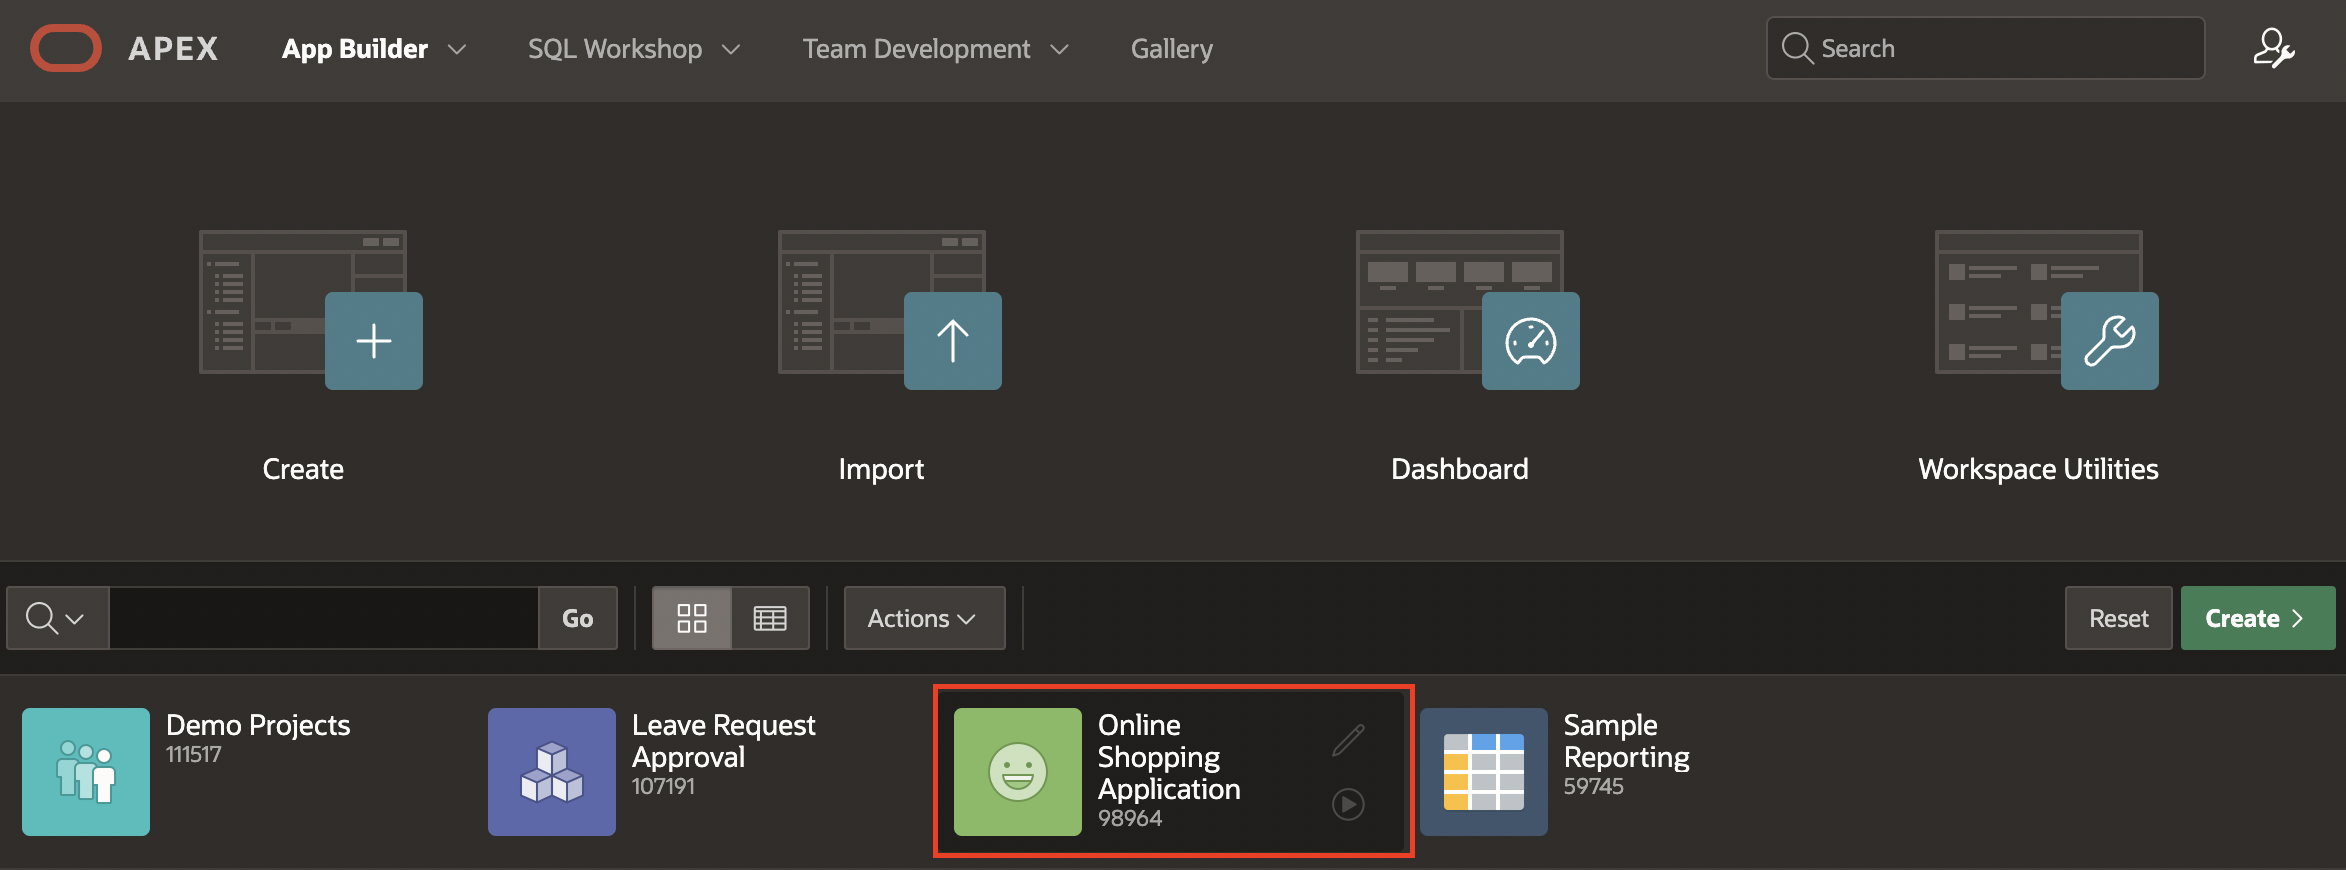 APEX App Builder SQL Workshop Team Development Gallery Search
Create Import Dashboard Workspace Utilities
Go Actions Reset Create
Demo Projects
111517
Leave Request
Approval
107191
Online
Shopping
Application
98964
Sample
Reporting
59745